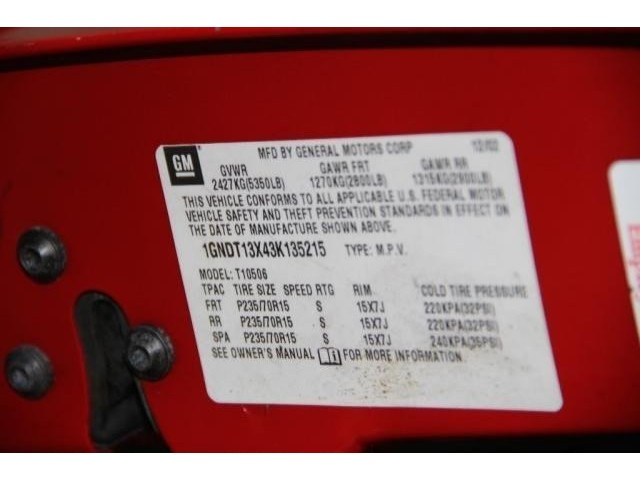 GM
MFD BY GENERAL MOTORS CORP 12/02
GVWR GAWR FRT GAWR RR
2427KG(5350LB) 1270KG(2800LB) 1315KG(2900LB)
THIS VEHICLE CONFORMS TO ALL APPLICABLE U.S. FEDERAL MOTOR
VEHICLE SAFETY AND THEFT PREVENTION STANDARDS IN EFFECT ON
THE DATE OF MANUFACTURE SHOWN ABOVE.
1GNDT13X43K135215 TYPE: M.P.V.
MODEL: T10506
TPAC TIRE SIZE SPEED RTG RIM COLD TIRE PRESSURE
FRT P235/70R15 S 15X7J 220KPA(32PSI)
RR P235/70R15 S 15X7J 220KPA(32PSI)
SPA P235/70R15 S 15X7J 240KPA(35PSI)
SEE OWNER'S MANUAL FOR MORE INFORMATION.